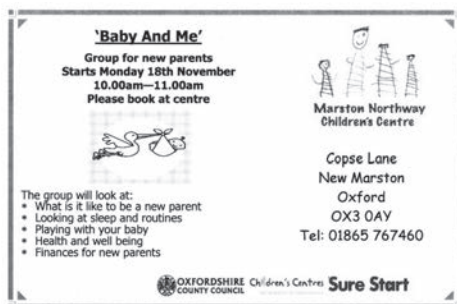 'Baby And Me'
Group for new parents
Starts Monday 18th November
10.00am—11.00am
Please book at centre
The group will look at:
• What is it like to be a new parent
• Looking at sleep and routines
• Playing with your baby
• Health and well being
• Finances for new parents
Marston Northway
Children's Centre
Copse Lane
New Marston
Oxford
OX3 0AY
Tel: 01865 767460
OXFORDSHIRE
COUNTY COUNCIL
Children's Centres
Sure Start